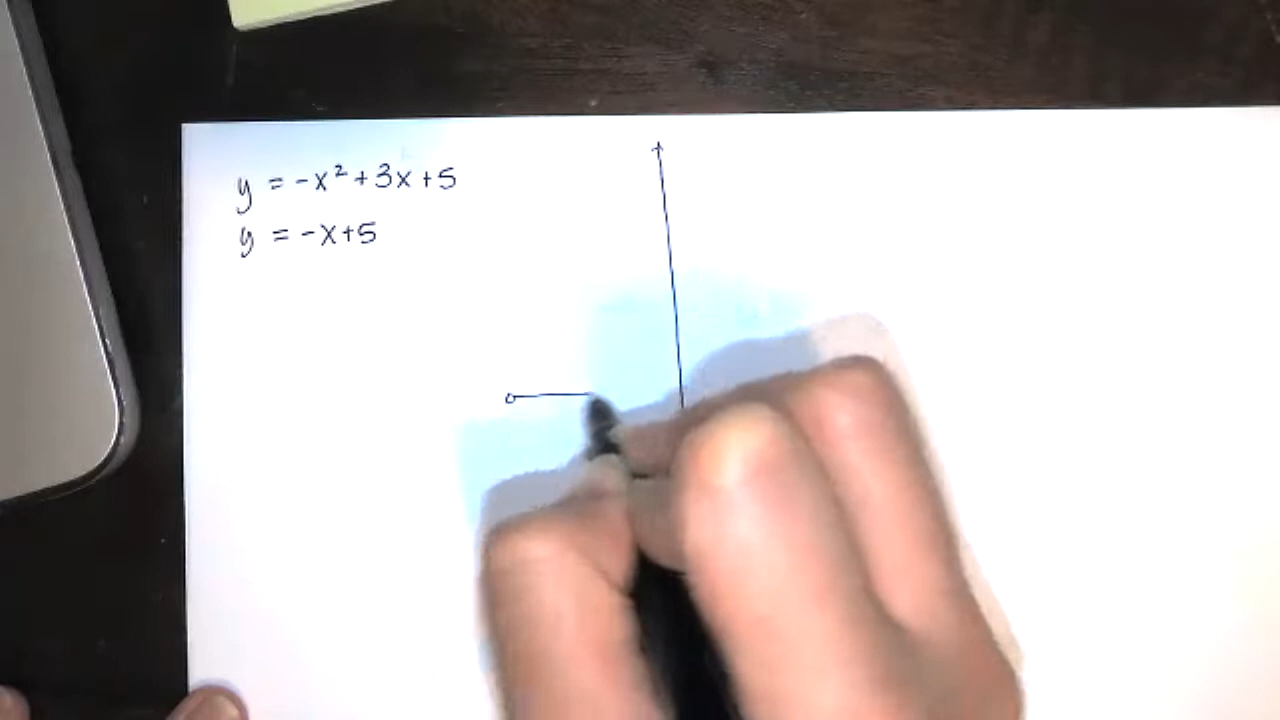 y = -x² + 3x + 5
y = -x + 5